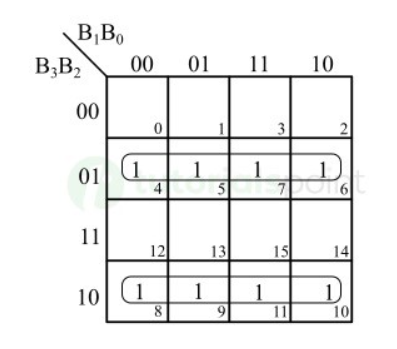 B₁B₀
B₃B₂ 00 01 11 10
00
0 1 3 2
01 1 1 1 1
4 5 7 6
tutorialspoint
11
12 13 15 14
10 1 1 1 1
8 9 11 10